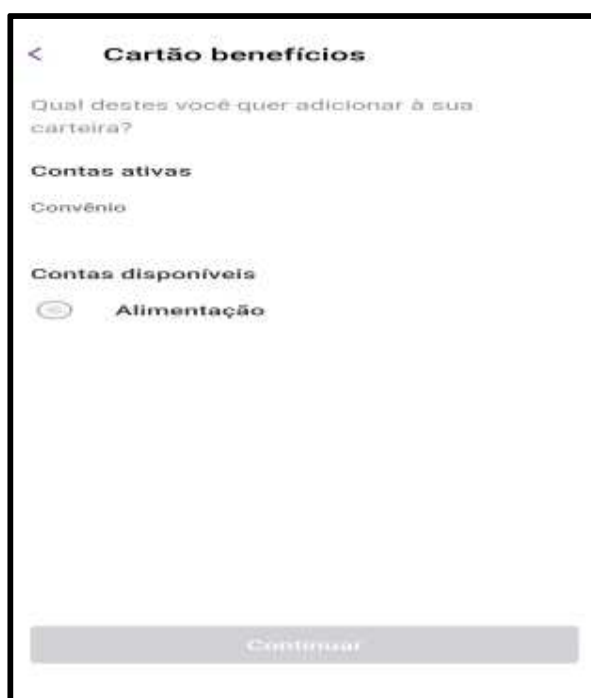 Cartão benefícios
Qual destes você quer adicionar à sua
carteira?
Contas ativas
Convênio
Contas disponíveis
Alimentação
Continuar